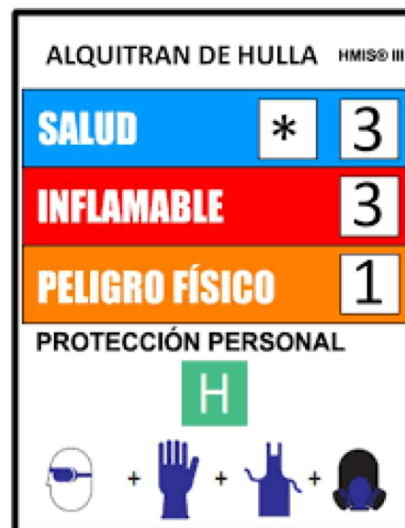 ALQUITRAN DE HULLA HMIS® III
SALUD * 3
INFLAMABLE 3
PELIGRO FÍSICO 1
PROTECCIÓN PERSONAL
H
+ + +